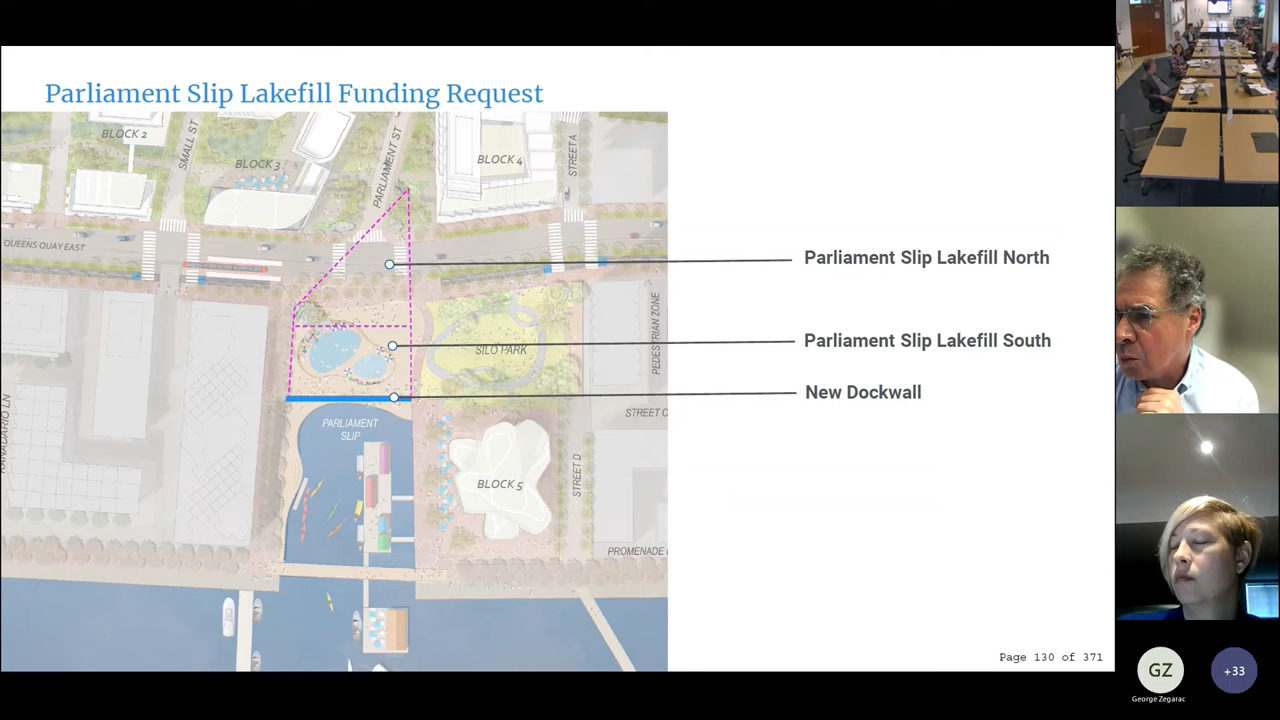 Parliament Slip Lakefill Funding Request
BLOCK 2
SMALL ST
BLOCK 3
PARLIAMENT ST
BLOCK 4
STREET A
QUEENS QUAY EAST
Parliament Slip Lakefill North
Parliament Slip Lakefill South
New Dockwall
SILO PARK
PEDESTRIAN ZONE
STREET C
PARLIAMENT
SLIP
BLOCK 5
STREET D
PROMENADE
Page 130 of 371
GZ
+33
George Zegarac